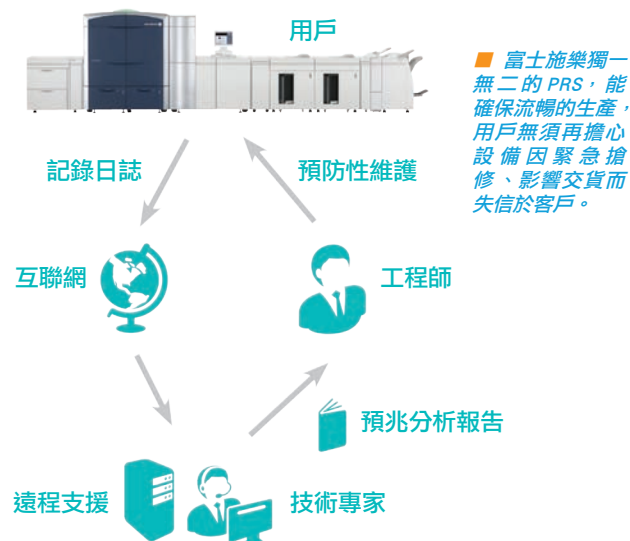 用戶
■ 富士施樂獨一
無二的 PRS，能
確保流暢的生產，
用戶無須再擔心
設備因緊急搶
修、影響交貨而
失信於客戶。
記錄日誌
預防性維護
互聯網
工程師
預兆分析報告
遠程支援
技術專家